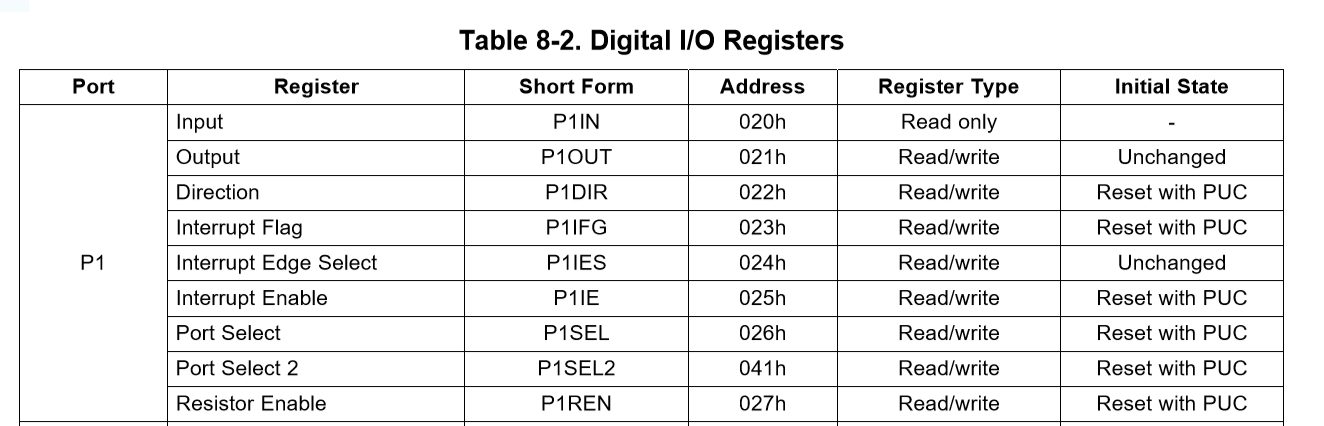 Table 8-2. Digital I/O Registers
Port Register Short Form Address Register Type Initial State
Input P1IN 020h Read only -
Output P1OUT 021h Read/write Unchanged
Direction P1DIR 022h Read/write Reset with PUC
Interrupt Flag P1IFG 023h Read/write Reset with PUC
P1 Interrupt Edge Select P1IES 024h Read/write Unchanged
Interrupt Enable P1IE 025h Read/write Reset with PUC
Port Select P1SEL 026h Read/write Reset with PUC
Port Select 2 P1SEL2 041h Read/write Reset with PUC
Resistor Enable P1REN 027h Read/write Reset with PUC